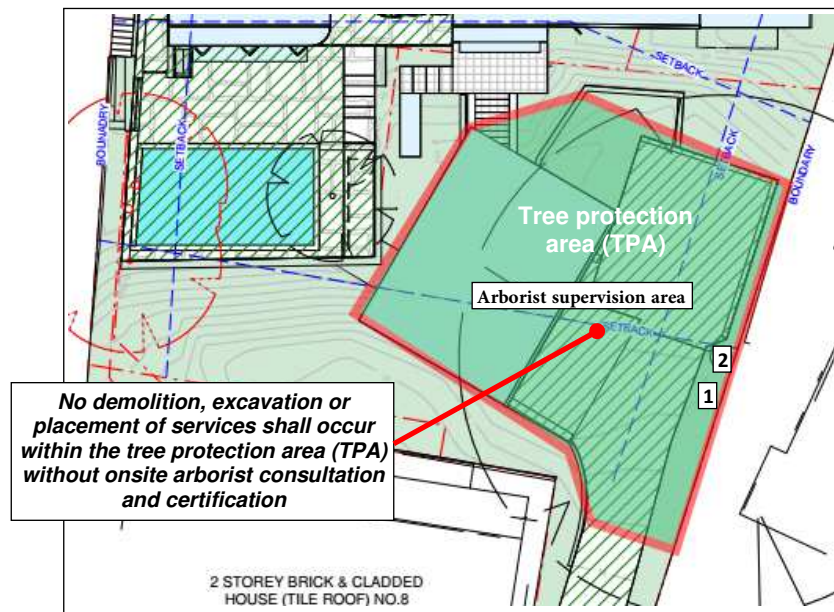 SETBACK
BOUNADRY
SETBACK
SETBACK
BOUNDARY
Tree protection
area (TPA)
Arborist supervision area
SETBACK
2
1
No demolition, excavation or
placement of services shall occur
within the tree protection area (TPA)
without onsite arborist consultation
and certification
2 STOREY BRICK & CLADDED
HOUSE (TILE ROOF) NO.8